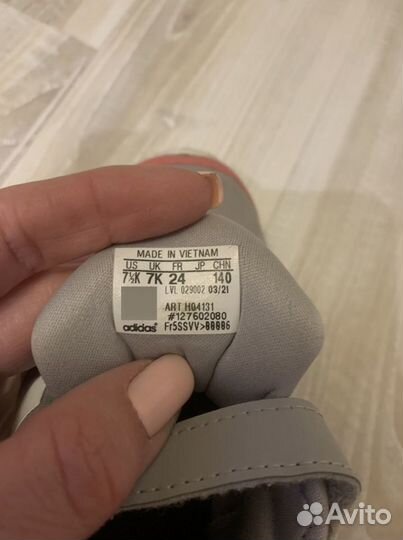 MADE IN VIETNAM
US UK FR JP CHN
7½K 7K 24 140
LVL 029002 03/21
ART H04131
#127602080
adidas® Fr5SSVV>00006
Avito